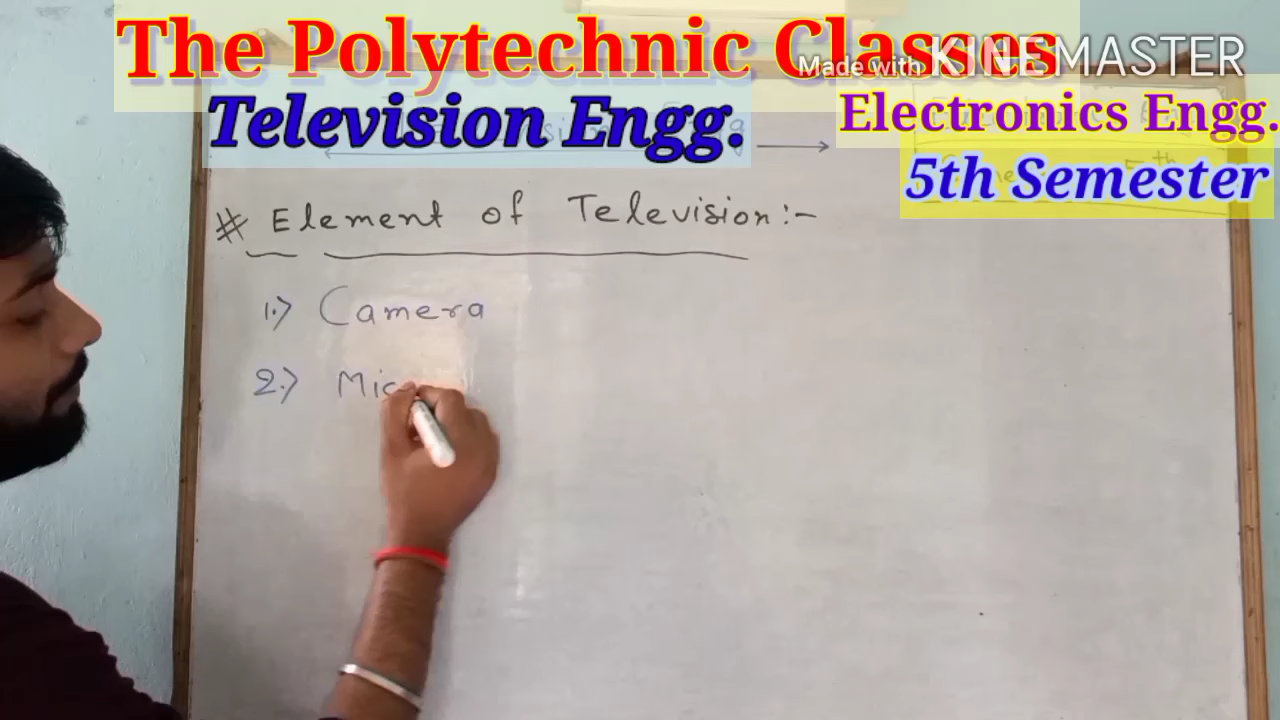 The Polytechnic Classes
Made with KINEMASTER
Television Engg.
Electronics Engg.
5th Semester
# Element of Television:-
1.) Camera
2.) Mic